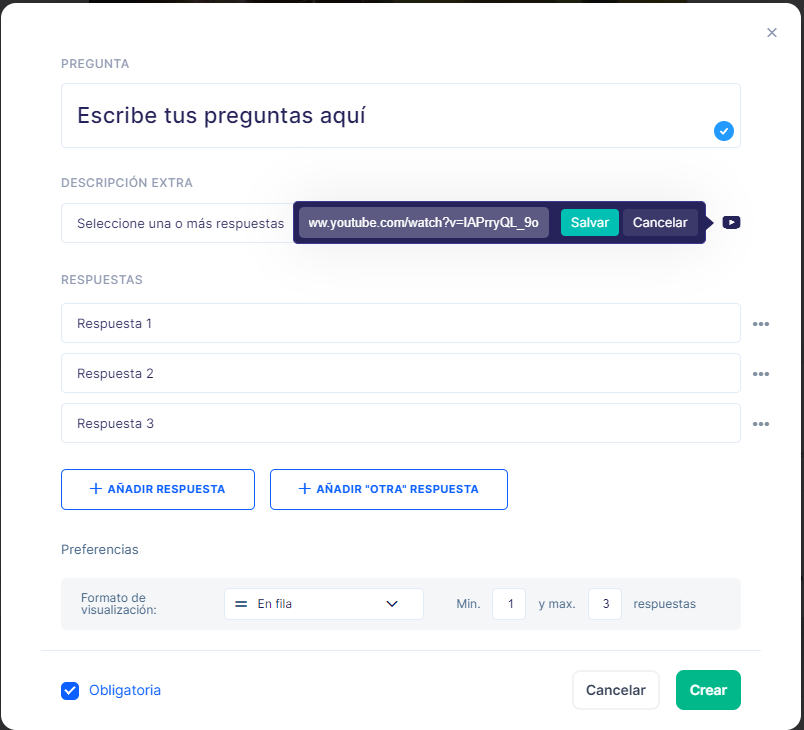 PREGUNTA
Escribe tus preguntas aquí
DESCRIPCIÓN EXTRA
Seleccione una o más respuestas ww.youtube.com/watch?v=IAPrryQL_9o Salvar Cancelar
RESPUESTAS
Respuesta 1
Respuesta 2
Respuesta 3
+ AÑADIR RESPUESTA + AÑADIR "OTRA" RESPUESTA
Preferencias
Formato de
visualización:
En fila Min. 1 y max. 3 respuestas
Obligatoria Cancelar Crear